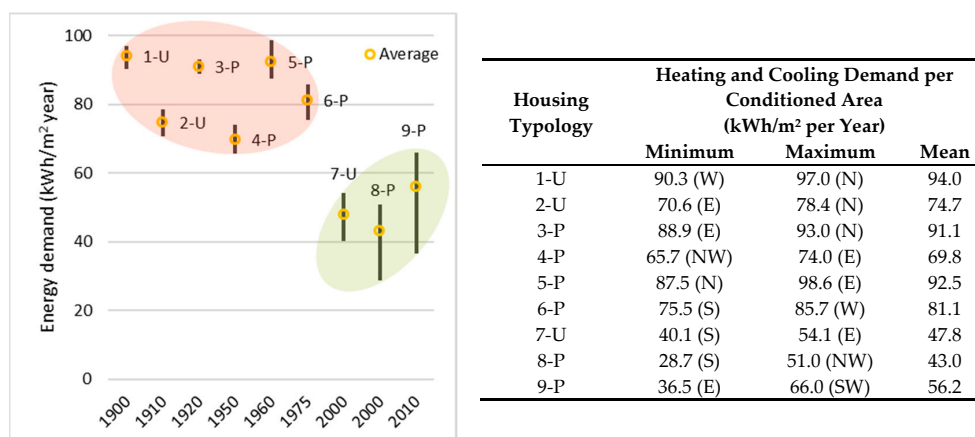 Energy demand (kWh/m² year)
100
80
60
40
20
0
1-U
2-U
3-P
4-P
5-P
6-P
7-U
8-P
9-P
Average
1900
1910
1920
1950
1960
1975
2000
2000
2010
Housing Typology
Heating and Cooling Demand per
Conditioned Area
(kWh/m² per Year)
Minimum Maximum Mean
1-U 90.3 (W) 97.0 (N) 94.0
2-U 70.6 (E) 78.4 (N) 74.7
3-P 88.9 (E) 93.0 (N) 91.1
4-P 65.7 (NW) 74.0 (E) 69.8
5-P 87.5 (N) 98.6 (E) 92.5
6-P 75.5 (S) 85.7 (W) 81.1
7-U 40.1 (S) 54.1 (E) 47.8
8-P 28.7 (S) 51.0 (NW) 43.0
9-P 36.5 (E) 66.0 (SW) 56.2